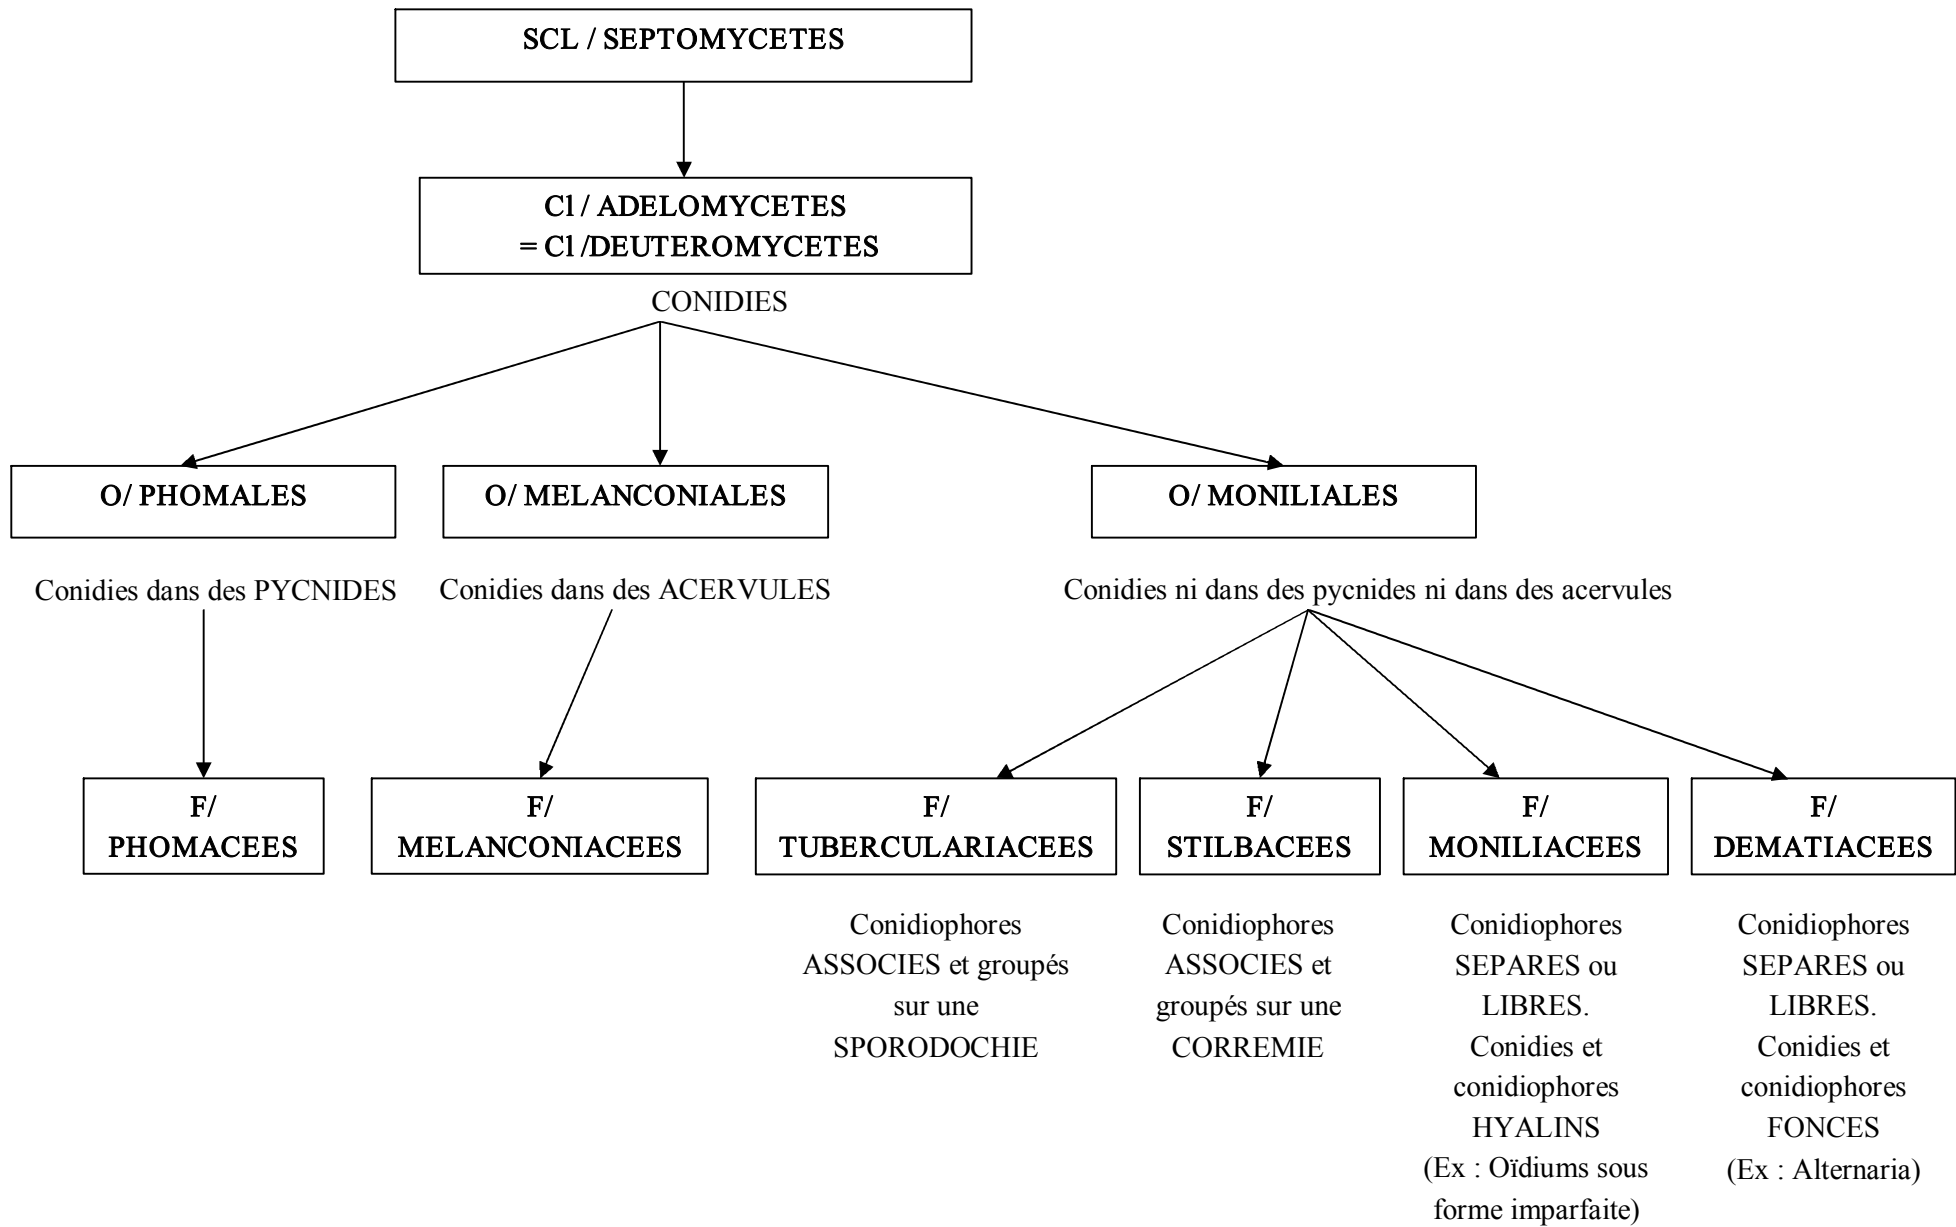 SCL / SEPTOMYCETES
Cl / ADELOMYCETES
= Cl /DEUTEROMYCETES
CONIDIES
O/ PHOMALES
O/ MELANCONIALES
O/ MONILIALES
Conidies dans des PYCNIDES
Conidies dans des ACERVULES
Conidies ni dans des pycnides ni dans des acervules
F/
PHOMACEES
F/
MELANCONIACEES
F/
TUBERCULARIACEES
F/
STILBACEES
F/
MONILIACEES
F/
DEMATIACEES
Conidiophores
ASSOCIES et groupés
sur une
SPORODOCHIE
Conidiophores
ASSOCIES et
groupés sur une
CORREMIE
Conidiophores
SEPARES ou
LIBRES.
Conidies et
conidiophores
HYALINS
(Ex : Oïdiums sous
forme imparfaite)
Conidiophores
SEPARES ou
LIBRES.
Conidies et
conidiophores
FONCES
(Ex : Alternaria)